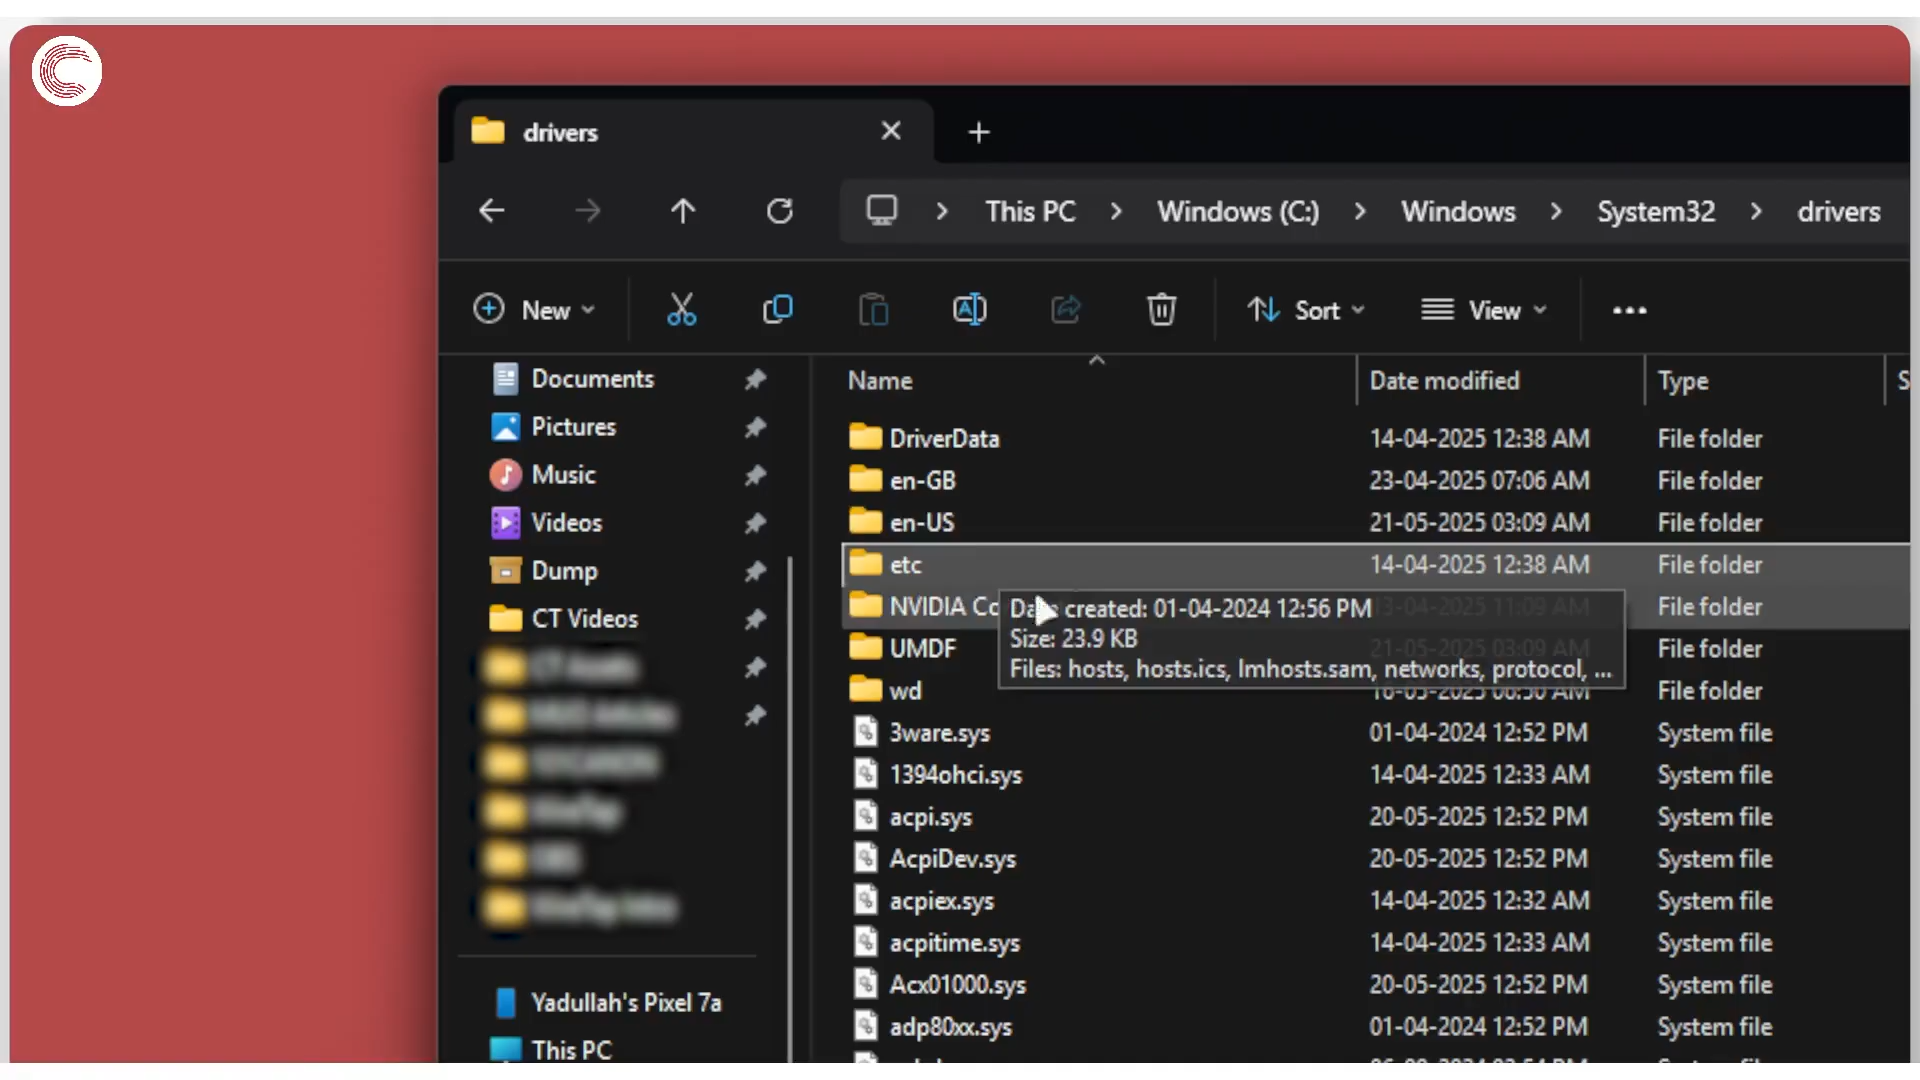 drivers
This PC > Windows (C:) > Windows > System32 > drivers
New
Sort
View
Documents
Pictures
Music
Videos
Dump
CT Videos
Yadullah's Pixel 7a
This PC
Name Date modified Type S
DriverData 14-04-2025 12:38 AM File folder
en-GB 23-04-2025 07:06 AM File folder
en-US 21-05-2025 03:09 AM File folder
etc 14-04-2025 12:38 AM File folder
NVIDIA Co File folder
Date created: 01-04-2024 12:56 PM
Size: 23.9 KB
Files: hosts, hosts.ics, lmhosts.sam, networks, protocol, ...
UMDF 21-05-2025 03:09 AM File folder
wd File folder
3ware.sys 01-04-2024 12:52 PM System file
1394ohci.sys 14-04-2025 12:33 AM System file
acpi.sys 20-05-2025 12:52 PM System file
AcpiDev.sys 20-05-2025 12:52 PM System file
acpiex.sys 14-04-2025 12:32 AM System file
acpitime.sys 14-04-2025 12:33 AM System file
Acx01000.sys 20-05-2025 12:52 PM System file
adp80xx.sys 01-04-2024 12:52 PM System file